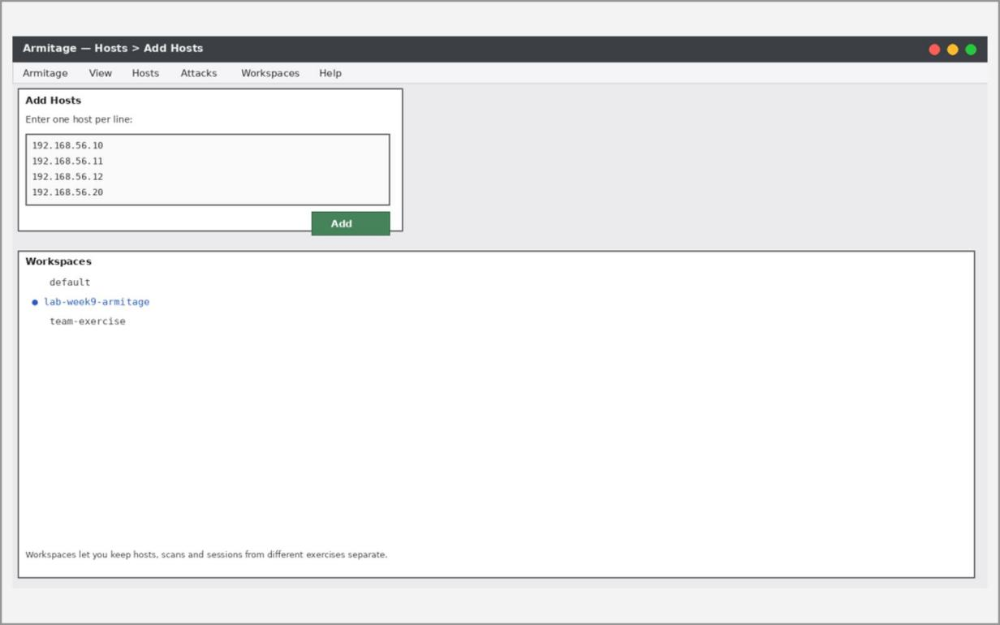 Armitage — Hosts > Add Hosts
Armitage View Hosts Attacks Workspaces Help
Add Hosts
Enter one host per line:
192.168.56.10
192.168.56.11
192.168.56.12
192.168.56.20
Add
Workspaces
default
lab-week9-armitage
team-exercise
Workspaces let you keep hosts, scans and sessions from different exercises separate.